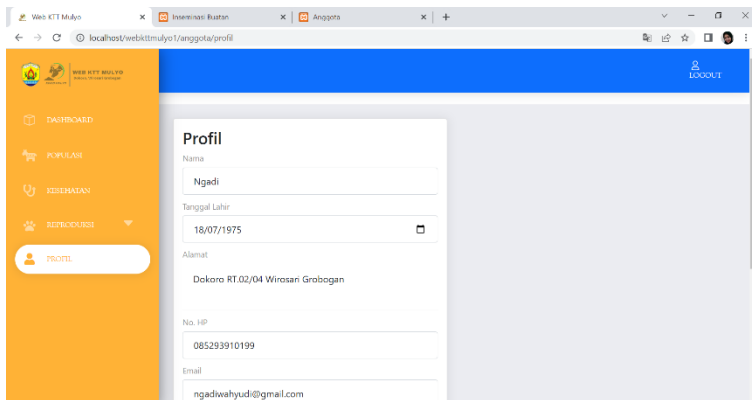 Web KTT Mulyo
Inseminasi Buatan
Anggota
localhost/webkttmulyo1/anggota/profil
WEB KTT MULYO
LOGOUT
DASHBOARD
POPULASI
KESEHATAN
REPRODUKSI
PROFIL
Profil
Nama
Ngadi
Tanggal Lahir
18/07/1975
Alamat
Dokoro RT.02/04 Wirosari Grobogan
No. HP
085293910199
Email
ngadiwahyudi@gmail.com